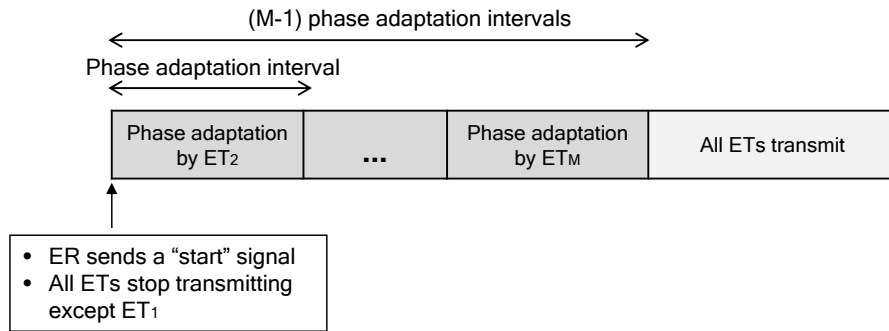 (M-1) phase adaptation intervals
Phase adaptation interval
Phase adaptation
by ET2
...
Phase adaptation
by ETM
All ETs transmit
• ER sends a “start” signal
• All ETs stop transmitting
except ET1